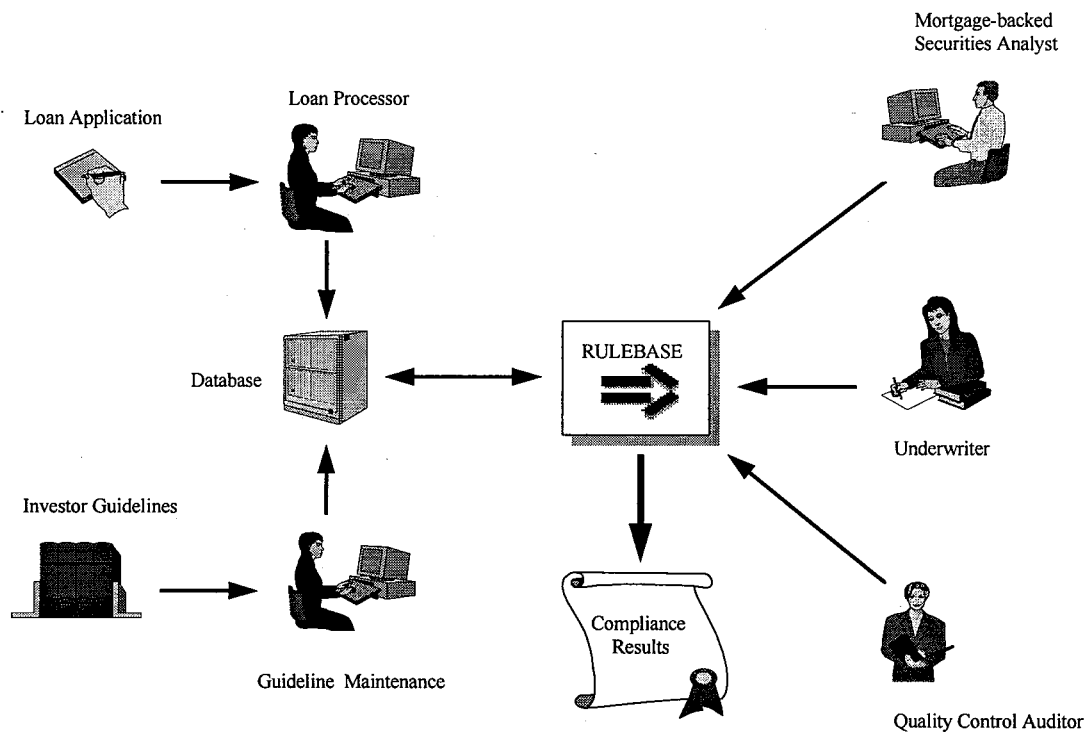 Mortgage-backed
Securities Analyst
Loan Processor
Loan Application
RULEBASE
Database
Underwriter
Investor Guidelines
Compliance
Results
Guideline Maintenance
Quality Control Auditor